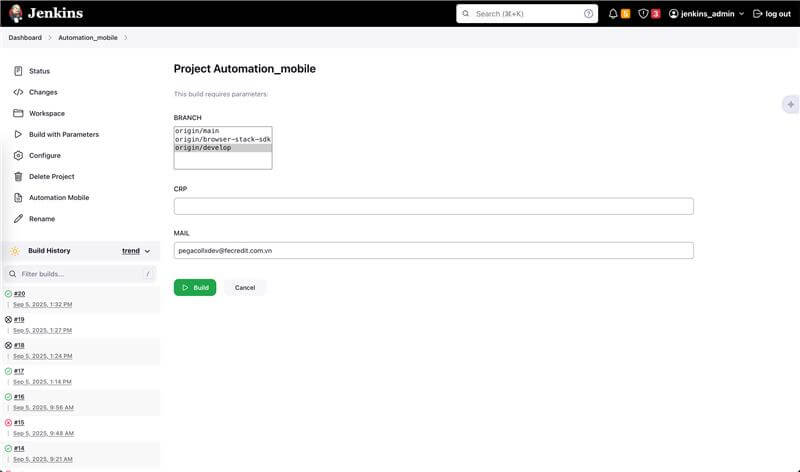 Jenkins
Search (⌘+K)
?
5
3
jenkins_admin
log out
Dashboard
Automation_mobile
Status
Changes
Workspace
Build with Parameters
Configure
Delete Project
Automation Mobile
Rename
Build History
trend
Filter builds...
/
#20
Sep 5, 2025, 1:32 PM
#19
Sep 5, 2025, 1:27 PM
#18
Sep 5, 2025, 1:24 PM
#17
Sep 5, 2025, 1:14 PM
#16
Sep 5, 2025, 9:56 AM
#15
Sep 5, 2025, 9:48 AM
#14
Sep 5, 2025, 9:21 AM
Project Automation_mobile
This build requires parameters:
BRANCH
origin/main
origin/browser-stack-sdk
origin/develop
CRP
MAIL
pegacollxdev@fecredit.com.vn
Build
Cancel